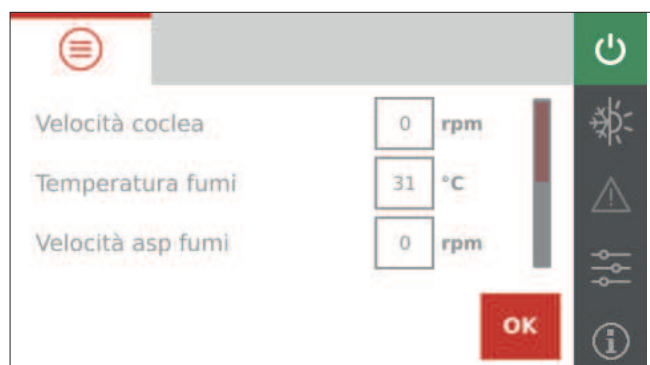 Velocità coclea 0 rpm
Temperatura fumi 31 °C
Velocità asp fumi 0 rpm
OK